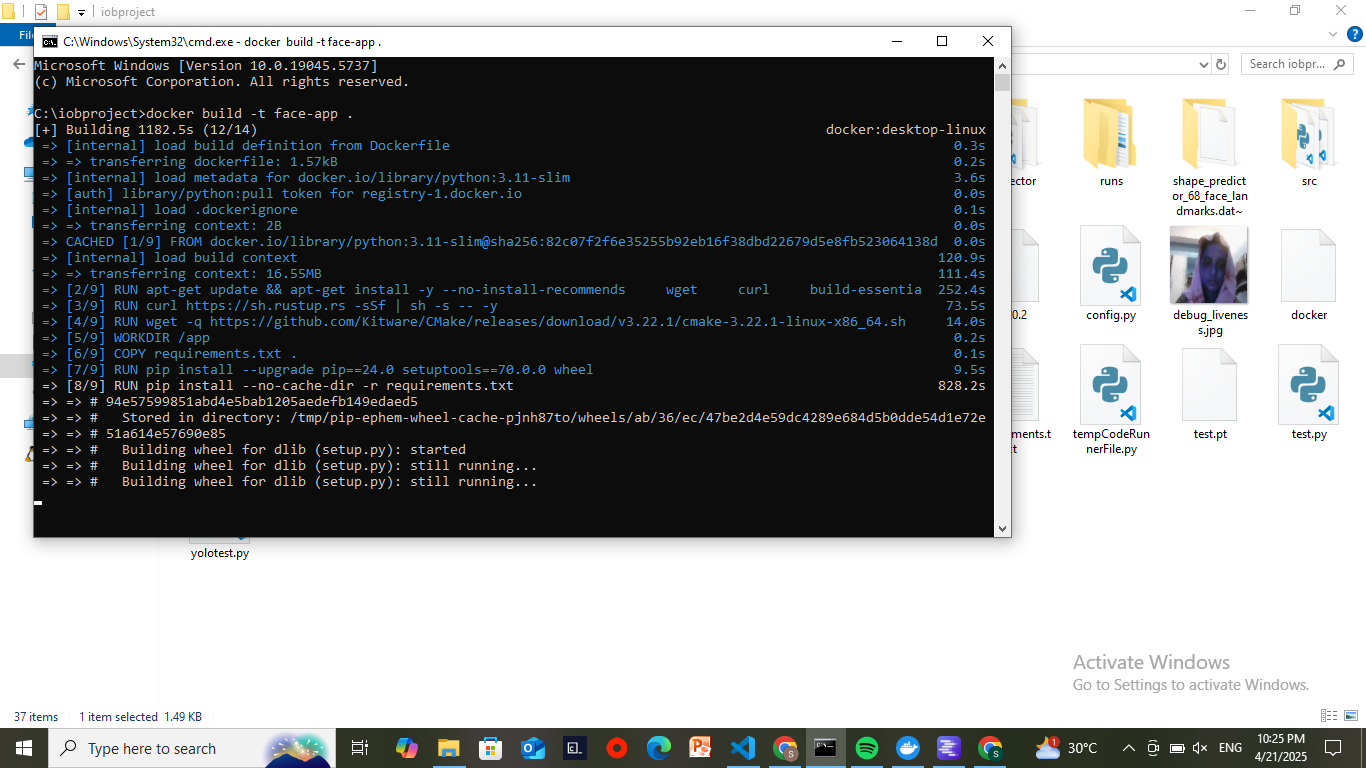 iobproject
File
C:\Windows\System32\cmd.exe - docker build -t face-app .
Microsoft Windows [Version 10.0.19045.5737]
(c) Microsoft Corporation. All rights reserved.
C:\iobproject>docker build -t face-app .
[+] Building 1182.5s (12/14) docker:desktop-linux
=> [internal] load build definition from Dockerfile 0.3s
=> => transferring dockerfile: 1.57kB 0.2s
=> [internal] load metadata for docker.io/library/python:3.11-slim 3.6s
=> [auth] library/python:pull token for registry-1.docker.io 0.0s
=> [internal] load .dockerignore 0.1s
=> => transferring context: 2B 0.0s
=> CACHED [1/9] FROM docker.io/library/python:3.11-slim@sha256:82c07f2f6e35255b92eb16f38dbd22679d5e8fb523064138d 0.0s
=> [internal] load build context 120.9s
=> => transferring context: 16.55MB 111.4s
=> [2/9] RUN apt-get update && apt-get install -y --no-install-recommends wget curl build-essentia 252.4s
=> [3/9] RUN curl https://sh.rustup.rs -sSf | sh -s -- -y 73.5s
=> [4/9] RUN wget -q https://github.com/Kitware/CMake/releases/download/v3.22.1/cmake-3.22.1-linux-x86_64.sh 14.0s
=> [5/9] WORKDIR /app 0.2s
=> [6/9] COPY requirements.txt . 0.1s
=> [7/9] RUN pip install --upgrade pip==24.0 setuptools==70.0.0 wheel 9.5s
=> [8/9] RUN pip install --no-cache-dir -r requirements.txt 828.2s
=> => # 94e57599851abd4e5bab1205aedefb149edaed5
=> => # Stored in directory: /tmp/pip-ephem-wheel-cache-pjnh87to/wheels/ab/36/ec/47be2d4e59dc4289e684d5b0dde54d1e72e
=> => # 51a614e57690e85
=> => # Building wheel for dlib (setup.py): started
=> => # Building wheel for dlib (setup.py): still running...
=> => # Building wheel for dlib (setup.py): still running...
Search iobpr...
ector
runs
shape_predict
or_68_face_lan
dmarks.dat~
src
0.2
config.py
debug_livenes
s.jpg
docker
ments.t
xt
tempCodeRun
nerFile.py
test.pt
test.py
yolotest.py
Activate Windows
Go to Settings to activate Windows.
37 items 1 item selected 1.49 KB
Type here to search
30°C
ENG
10:25 PM
4/21/2025